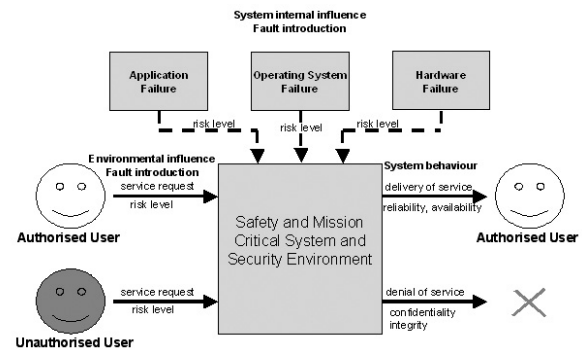 System internal influence
Fault introduction
Application
Failure
Operating System
Failure
Hardware
Failure
risk level
risk level
risk level
Environmental influence
Fault introduction
System behaviour
service request
risk level
delivery of service
reliability, availability
Authorised User
Safety and Mission
Critical System and
Security Environment
Authorised User
service request
risk level
denial of service
confidentiality
integrity
Unauthorised User